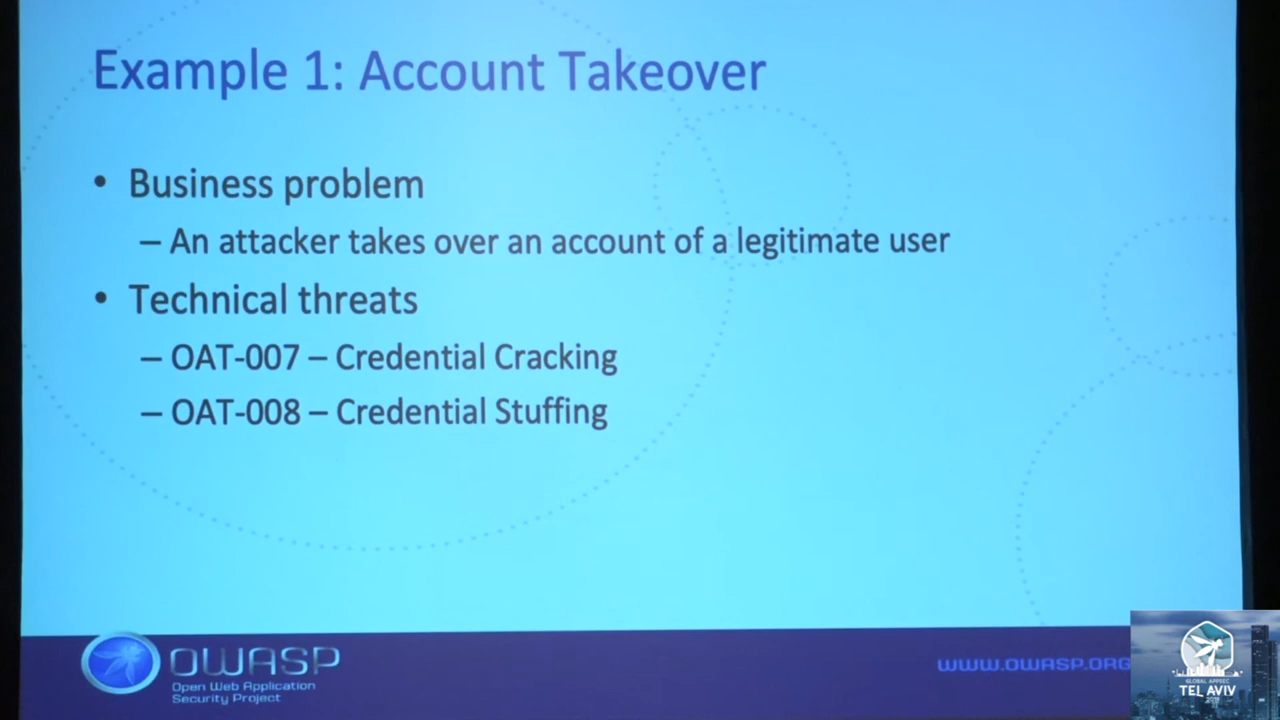 Example 1: Account Takeover
• Business problem
– An attacker takes over an account of a legitimate user
• Technical threats
– OAT-007 – Credential Cracking
– OAT-008 – Credential Stuffing
OWASP
Open Web Application
Security Project
WWW.OWASP.ORG
GLOBAL APPSEC
TEL AVIV
2019